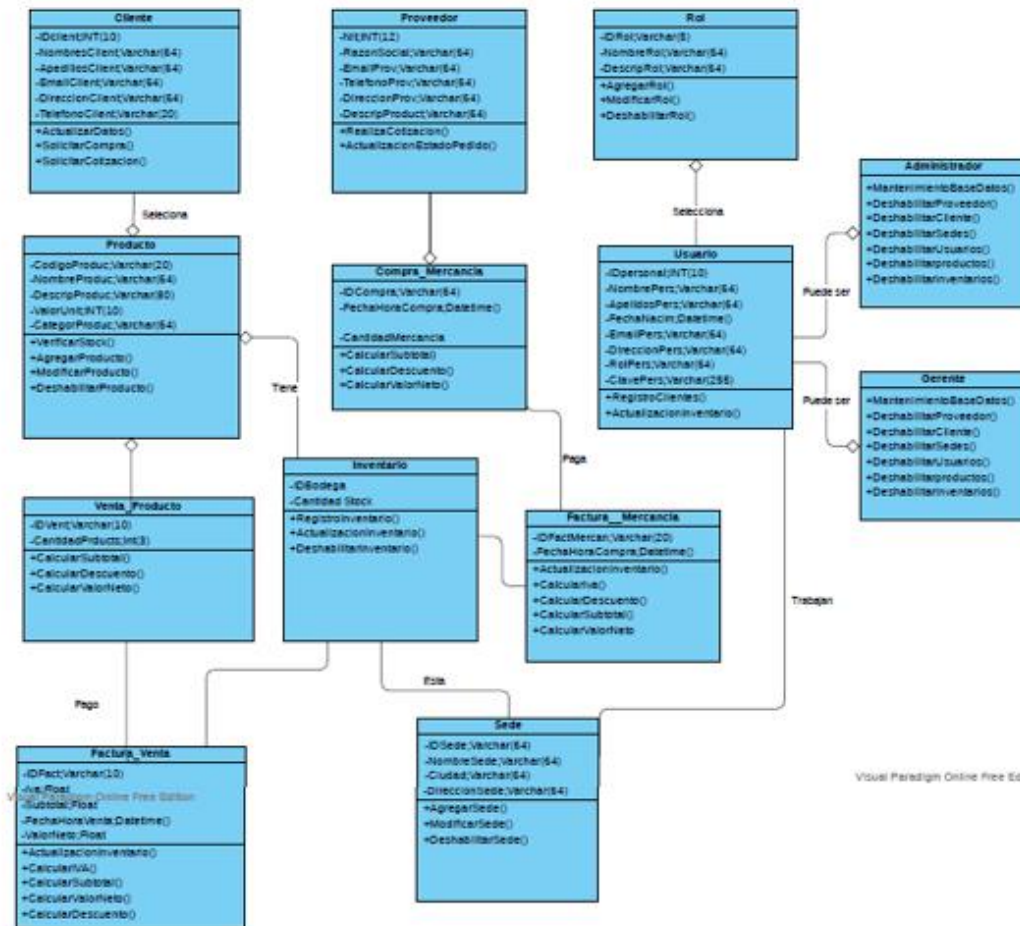 Cliente
-IDclient;INT(10)
-NombresClient;Varchar(64)
-ApedillosClient;Varchar(64)
-EmailClient;Varchar(64)
-DireccionClient;Varchar(64)
-TelefonoClient;Varchar(20)
+ActualizarDatos()
+SolicitarCompra()
+SolicitarCotizacion()
Proveedor
-Nit;INT(12)
-RazonSocial;Varchar(64)
-EmailProv;Varchar(64)
-TelefonoProv;Varchar(64)
-DireccionProv;Varchar(64)
-DescripProduct;Varchar(64)
+RealizaCotizacion()
+ActualizacionEstadoPedido()
Rol
-IDRol;Varchar(6)
-NombreRol;Varchar(64)
-DescripRol;Varchar(64)
+AgregarRol()
+ModificarRol()
+DeshabilitarRol()
Administrador
+MantenimientoBaseDatos()
+DeshabilitarProveedor()
+DeshabilitarCliente()
+DeshabilitarSedes()
+DeshabilitarUsuarios()
+Deshabilitarproductos()
+Deshabilitarinventarios()
Seleciona
Selecciona
Producto
-CodigoProduc;Varchar(20)
-NombreProduc;Varchar(64)
-DescripProduc;Varchar(80)
-ValorUnit;INT(10)
-CategorProduc;Varchar(64)
+VerificarStock()
+AgregarProducto()
+ModificarProducto()
+DeshabilitarProducto()
Compra_Mercancia
-IDCompra;Varchar(64)
-FechaHoraCompra;Datetime()
-CantidadMercancia
+CalcularSubtotal()
+CalcularDescuento()
+CalcularValorNeto()
Usuario
-IDpersonal;INT(10)
-NombrePers;Varchar(64)
-ApelidosPers;Varchar(64)
-FechaNacim;Datetime()
-EmailPers;Varchar(64)
-DireccionPers;Varchar(64)
-RolPers;Varchar(64)
-ClavePers;Varchar(256)
+RegistroClientes()
+ActualizacionInventario()
Puede ser
Puede ser
Gerente
+MantenimientoBaseDatos()
+DeshabilitarProveedor()
+DeshabilitarCliente()
+DeshabilitarSedes()
+DeshabilitarUsuarios()
+Deshabilitarproductos()
+Deshabilitarinventarios()
Tiene
Paga
Inventario
-IDBodega
-Cantidad Stock
+RegistroInventario()
+ActualizacionInventario()
+DeshabilitarInventario()
Venta_Producto
-IDVent;Varchar(10)
-CantidadPrducts;Int(3)
+CalcularSubtotal()
+CalcularDescuento()
+CalcularValorNeto()
Factura__Mercancia
-IDFactMercan;Varchar(20)
-FechaHoraCompra;Datetime()
+ActualizacionInventario()
+CalcularIva()
+CalcularDescuento()
+CalcularSubtotal()
+CalcularValorNeto
Trabajan
Esta
Pago
Factura_Venta
-IDFact;Varchar(10)
-Iva;Float
-Subtotal;Float
-FechaHoraVenta;Datetime()
-ValorNeto;Float
+ActualizacionInventario()
+CalcularIVA()
+CalcularSubtotal()
+CalcularValorNeto()
+CalcularDescuento()
Sede
-IDSede;Varchar(64)
-NombreSede;Varchar(64)
-Ciudad;Varchar(64)
-DireccionSede;Varchar(64)
+AgregarSede()
+ModificarSede()
+DeshabilitarSede()
Visual Paradigm Online Free Edition
Visual Paradigm Online Free Ed